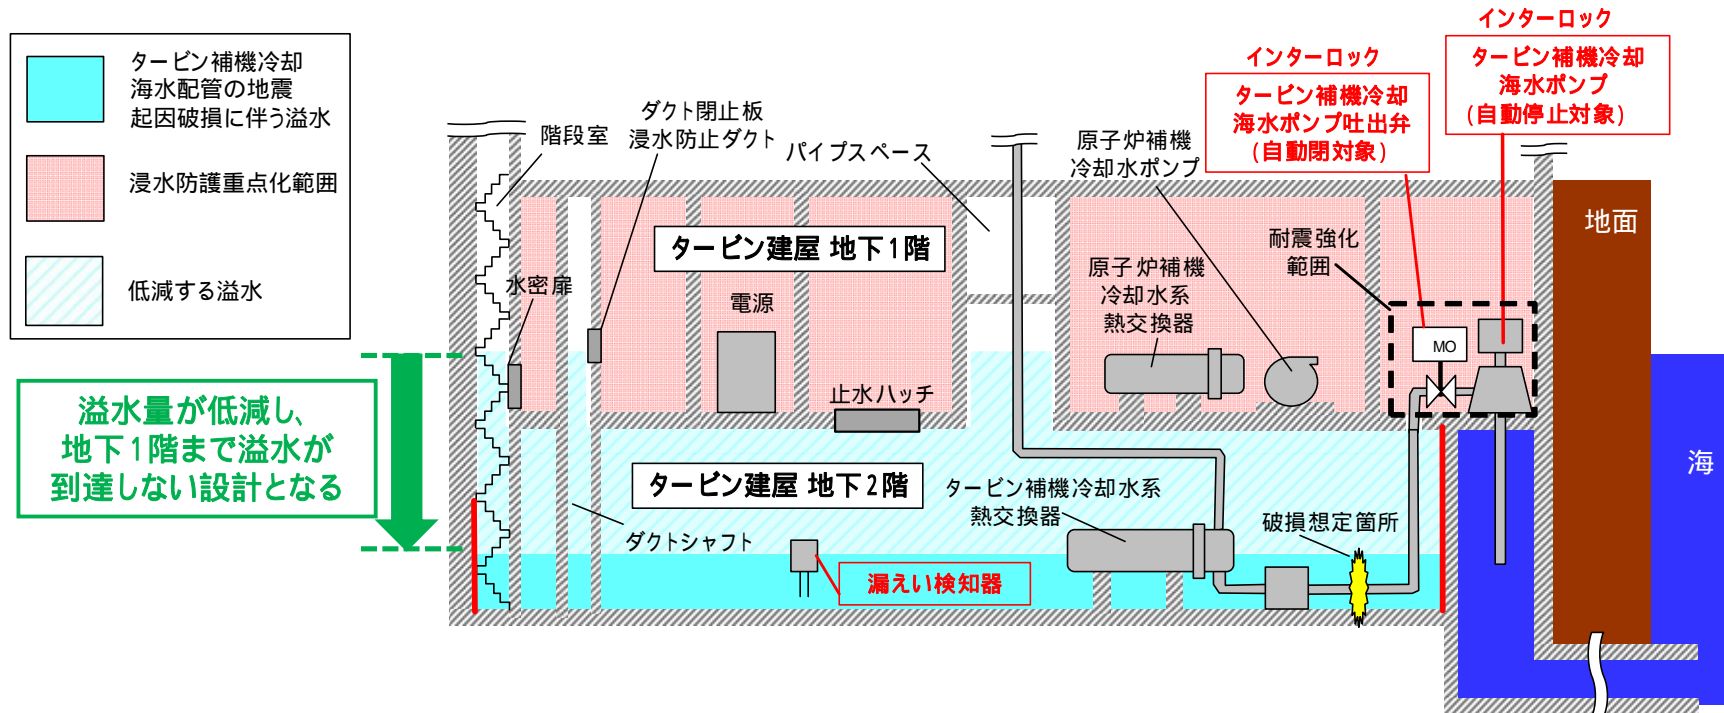 タービン補機冷却
海水配管の地震
起因破損に伴う溢水
浸水防護重点化範囲
低減する溢水
溢水量が低減し、
地下1階まで溢水が
到達しない設計となる
階段室
ダクト閉止板
浸水防止ダクト
パイプスペース
原子炉補機
冷却水ポンプ
インターロック
タービン補機冷却
海水ポンプ吐出弁
(自動閉対象)
インターロック
タービン補機冷却
海水ポンプ
(自動停止対象)
地面
海
タービン建屋 地下1階
水密扉
電源
止水ハッチ
原子炉補機
冷却水系
熱交換器
耐震強化
範囲
MO
タービン建屋 地下2階
タービン補機冷却水系
熱交換器
破損想定箇所
ダクトシャフト
漏えい検知器